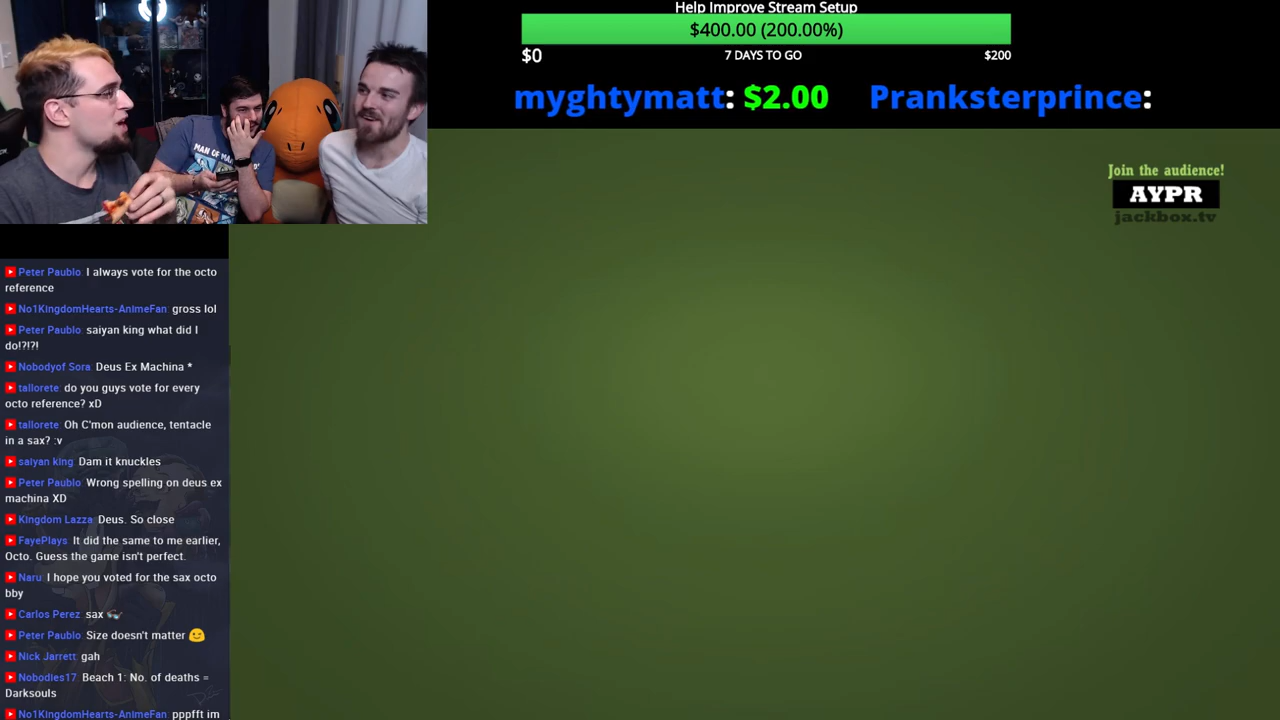 Help Improve Stream Setup
$400.00 (200.00%)
$0
7 DAYS TO GO
$200
myghtymatt: $2.00 Pranksterprince:
Join the audience!
AYPR
jackbox.tv
MAN OF MA
Peter Paublo I always vote for the octo
reference
No1KingdomHearts-AnimeFan gross lol
Peter Paublo saiyan king what did I
do!?!?!
Nobodyof Sora Deus Ex Machina *
tallorete do you guys vote for every
octo reference? xD
tallorete Oh C'mon audience, tentacle
in a sax? :v
saiyan king Dam it knuckles
Peter Paublo Wrong spelling on deus ex
machina XD
Kingdom Lazza Deus. So close
FayePlays It did the same to me earlier,
Octo. Guess the game isn't perfect.
Naru I hope you voted for the sax octo
bby
Carlos Perez sax
Peter Paublo Size doesn't matter 😉
Nick Jarrett gah
Nobodies17 Beach 1: No. of deaths =
Darksouls
No1KingdomHearts-AnimeFan pppfft im